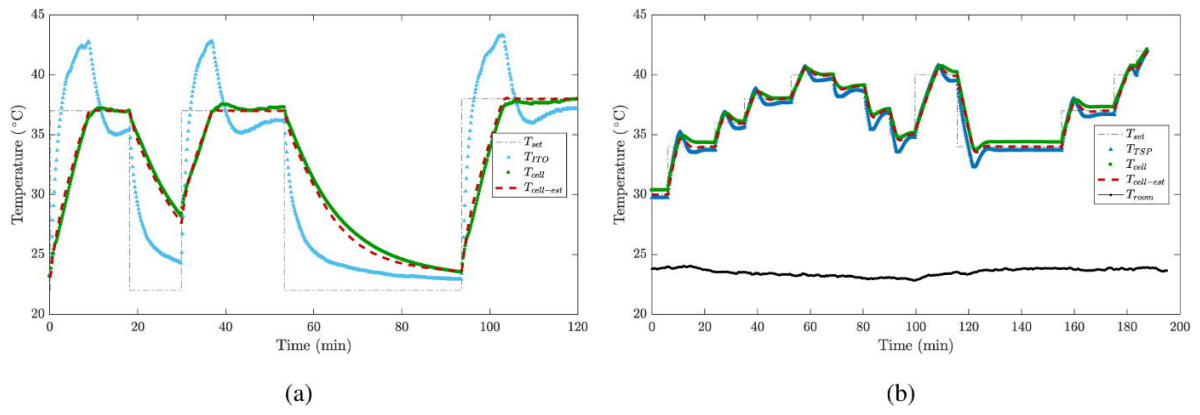 45
40
35
30
25
20
Temperature (°C)
0 20 40 60 80 100 120
Time (min)
T_set
T_ITO
T_cell
T_cell−est
(a)
45
40
35
30
25
20
Temperature (°C)
0 20 40 60 80 100 120 140 160 180 200
Time (min)
T_set
T_TSP
T_cell
T_cell−est
T_room
(b)